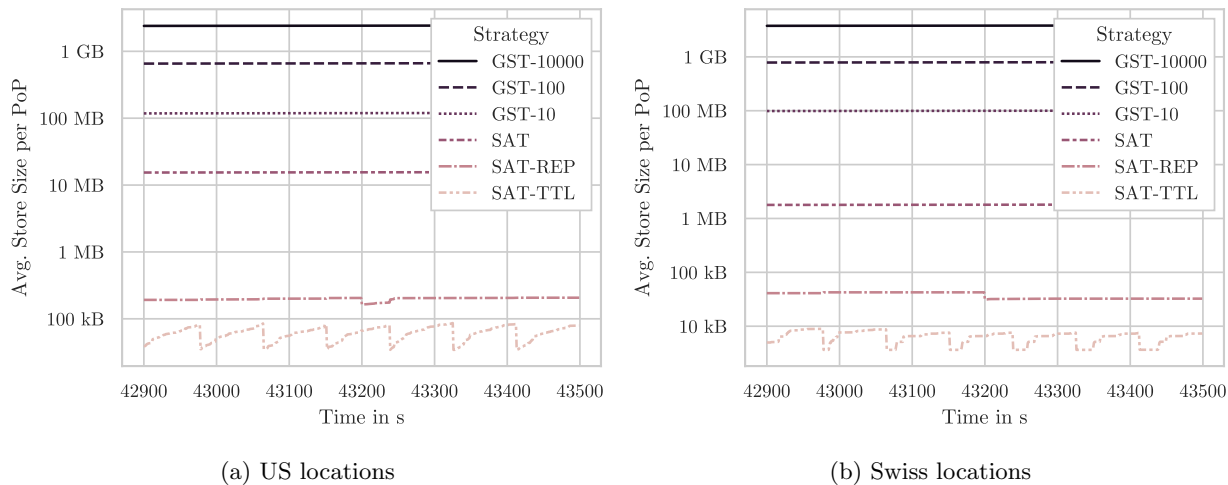 Avg. Store Size per PoP
1 GB
100 MB
10 MB
1 MB
100 kB
Strategy
GST-10000
GST-100
GST-10
SAT
SAT-REP
SAT-TTL
42900 43000 43100 43200 43300 43400 43500
Time in s
(a) US locations
Avg. Store Size per PoP
1 GB
100 MB
10 MB
1 MB
100 kB
10 kB
Strategy
GST-10000
GST-100
GST-10
SAT
SAT-REP
SAT-TTL
42900 43000 43100 43200 43300 43400 43500
Time in s
(b) Swiss locations